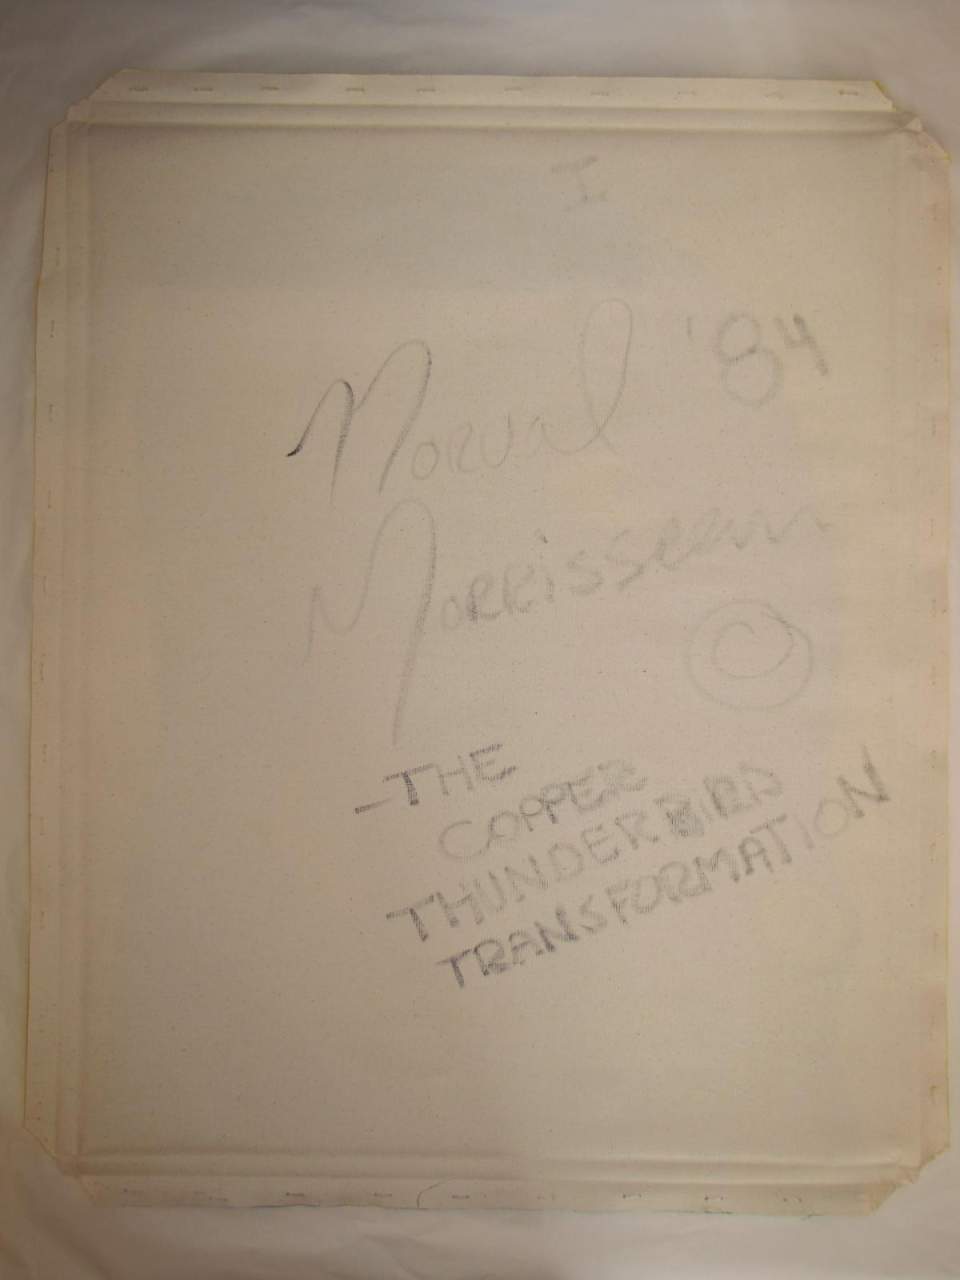 I
Norval '84
Morrisseau
©
-THE
COPPER
THUNDERBIRD
TRANSFORMATION